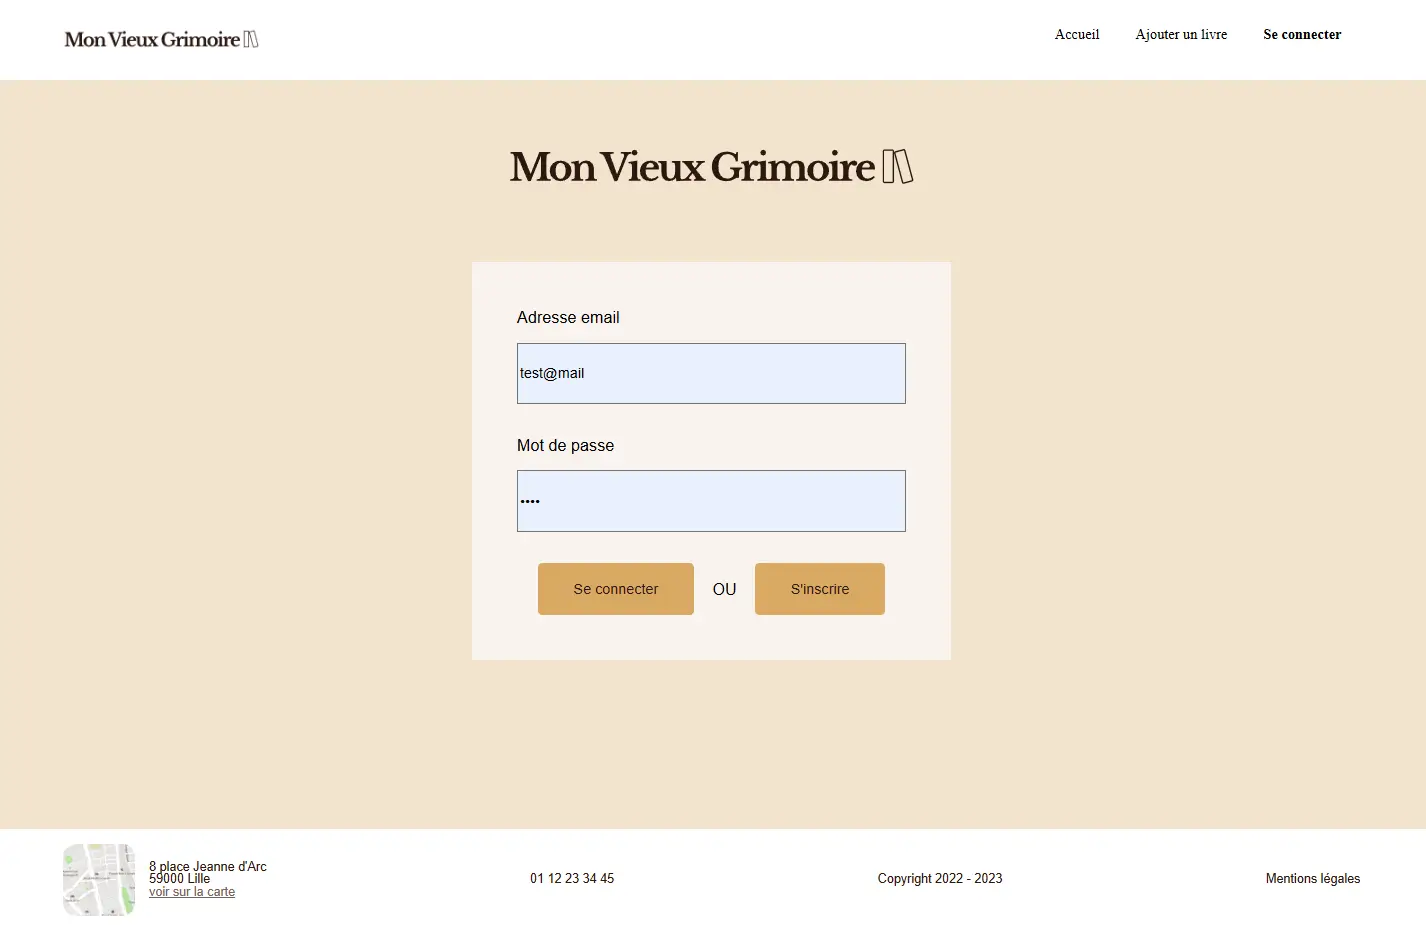 Mon Vieux Grimoire
Accueil
Ajouter un livre
Se connecter
Mon Vieux Grimoire
Adresse email
test@mail
Mot de passe
••••
Se connecter
OU
S'inscrire
8 place Jeanne d'Arc
59000 Lille
voir sur la carte
01 12 23 34 45
Copyright 2022 - 2023
Mentions légales